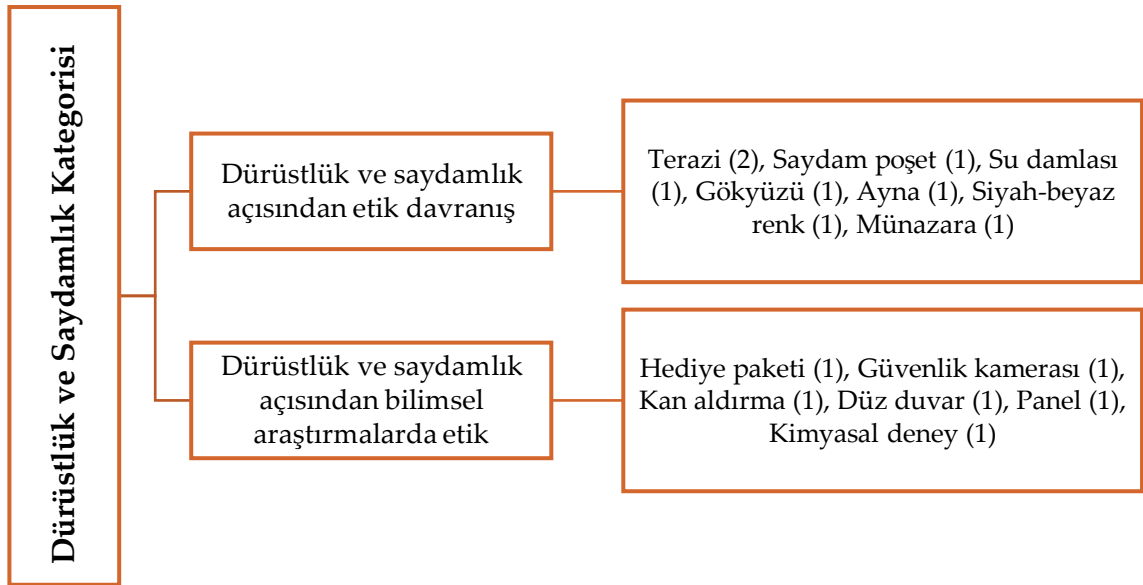 Dürüstlük ve Saydamlık Kategorisi
Dürüstlük ve saydamlık
açısından etik davranış
Terazi (2), Saydam poşet (1), Su damlası
(1), Gökyüzü (1), Ayna (1), Siyah-beyaz
renk (1), Münazara (1)
Dürüstlük ve saydamlık
açısından bilimsel
araştırmalarda etik
Hediye paketi (1), Güvenlik kamerası (1),
Kan aldırma (1), Düz duvar (1), Panel (1),
Kimyasal deney (1)